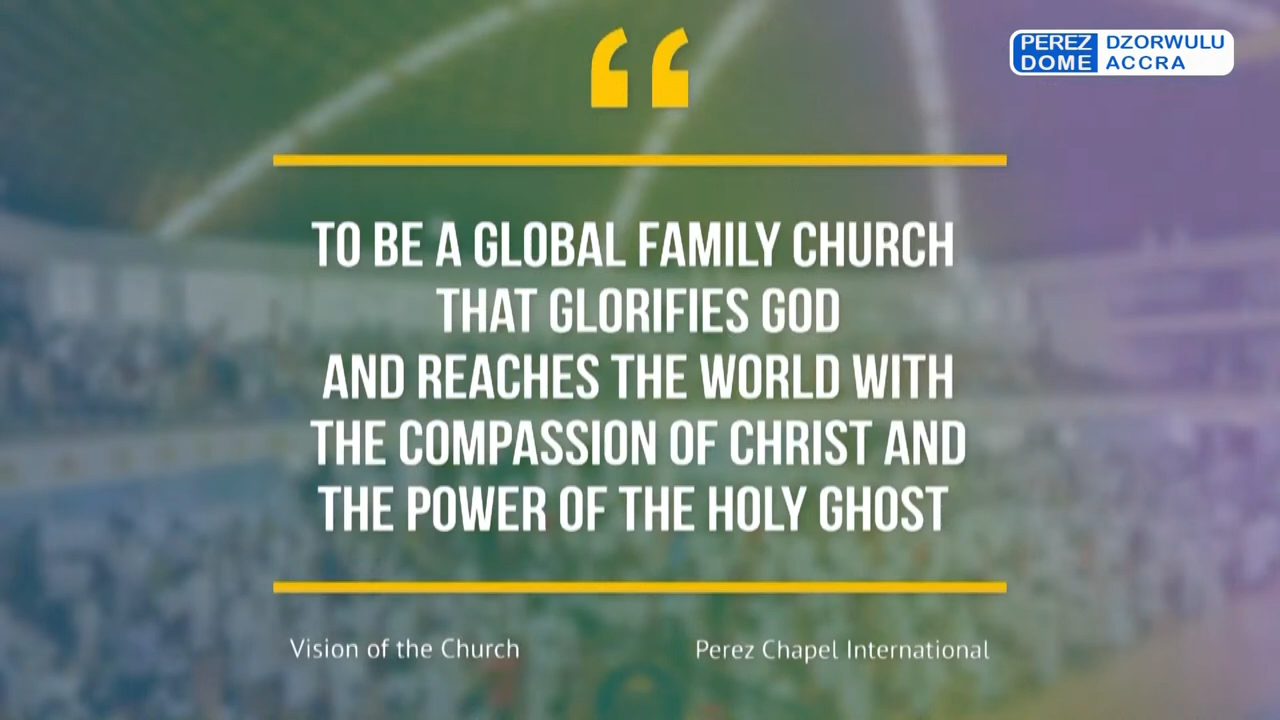 “
PEREZ DOME DZORWULU ACCRA
TO BE A GLOBAL FAMILY CHURCH
THAT GLORIFIES GOD
AND REACHES THE WORLD WITH
THE COMPASSION OF CHRIST AND
THE POWER OF THE HOLY GHOST
Vision of the Church
Perez Chapel International